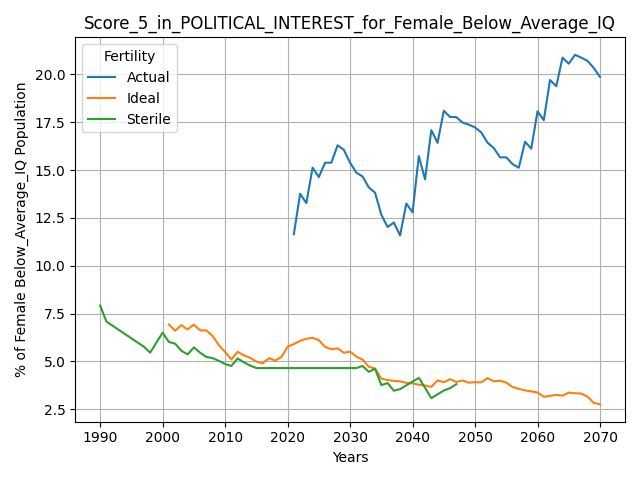 Score_5_in_POLITICAL_INTEREST_for_Female_Below_Average_IQ
Fertility
Actual
Ideal
Sterile
% of Female Below_Average_IQ Population
20.0
17.5
15.0
12.5
10.0
7.5
5.0
2.5
1990 2000 2010 2020 2030 2040 2050 2060 2070
Years